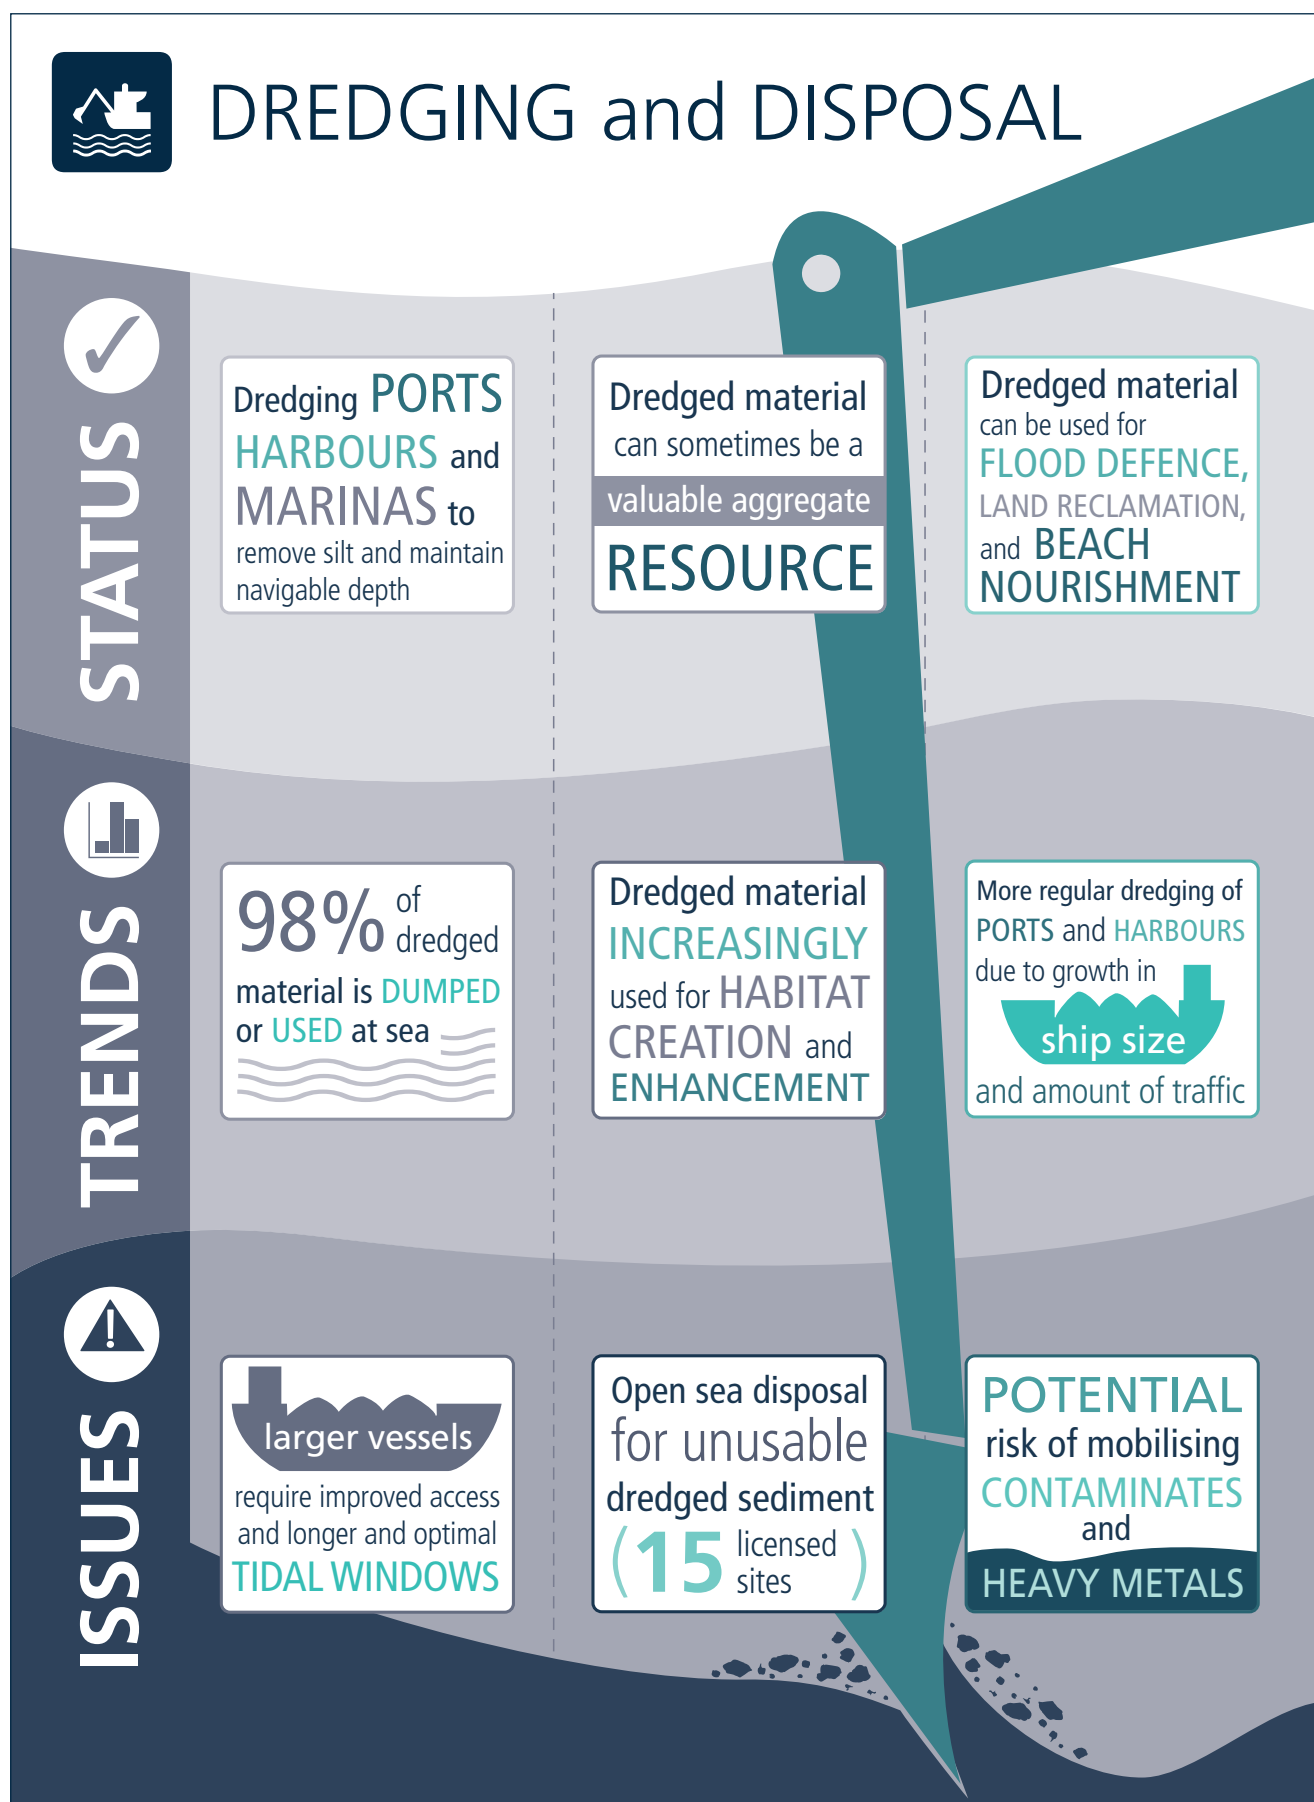 DREDGING and DISPOSAL
STATUS
Dredging PORTS
HARBOURS and
MARINAS to
remove silt and maintain
navigable depth
Dredged material
can sometimes be a
valuable aggregate
RESOURCE
Dredged material
can be used for
FLOOD DEFENCE,
LAND RECLAMATION,
and BEACH
NOURISHMENT
TRENDS
98% of
dredged
material is DUMPED
or USED at sea
Dredged material
INCREASINGLY
used for HABITAT
CREATION and
ENHANCEMENT
More regular dredging of
PORTS and HARBOURS
due to growth in
ship size
and amount of traffic
ISSUES
larger vessels
require improved access
and longer and optimal
TIDAL WINDOWS
Open sea disposal
for unusable
dredged sediment
(15 licensed
sites)
POTENTIAL
risk of mobilising
CONTAMINATES
and
HEAVY METALS